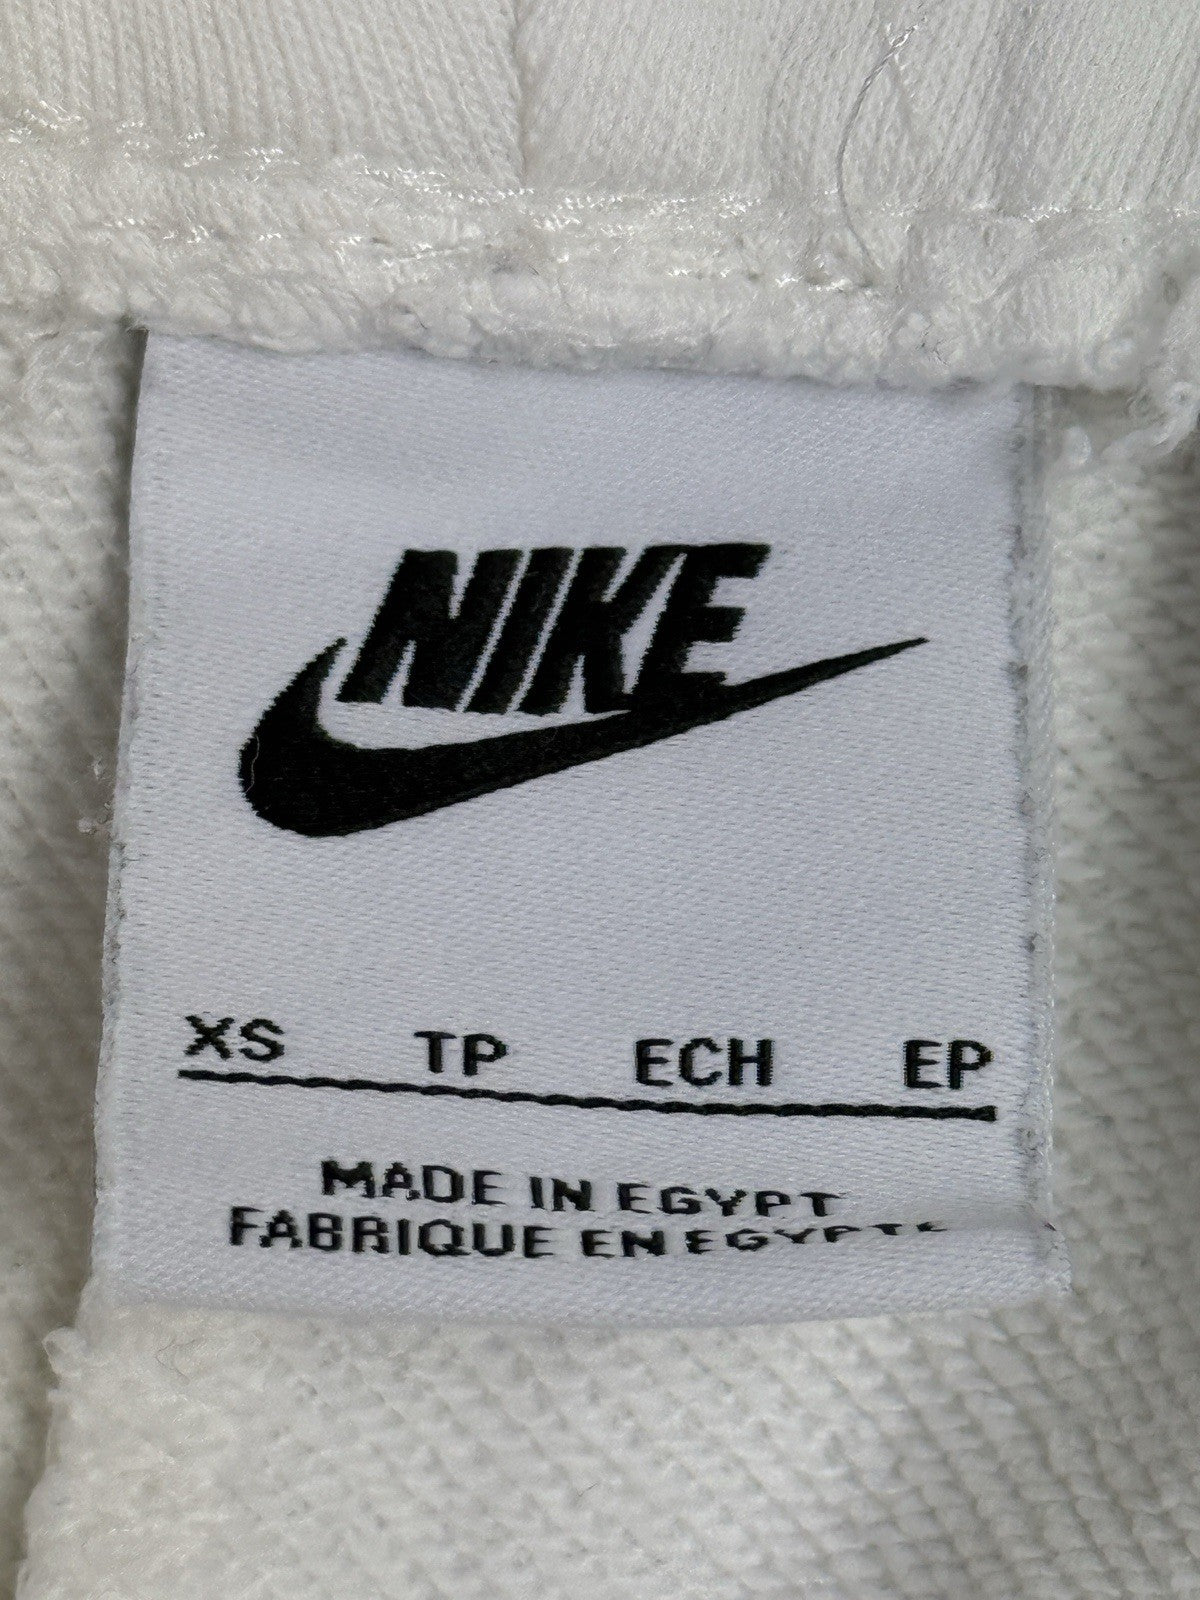 NIKE
XS TP ECH EP
MADE IN EGYPT
FABRIQUE EN EGYPTE